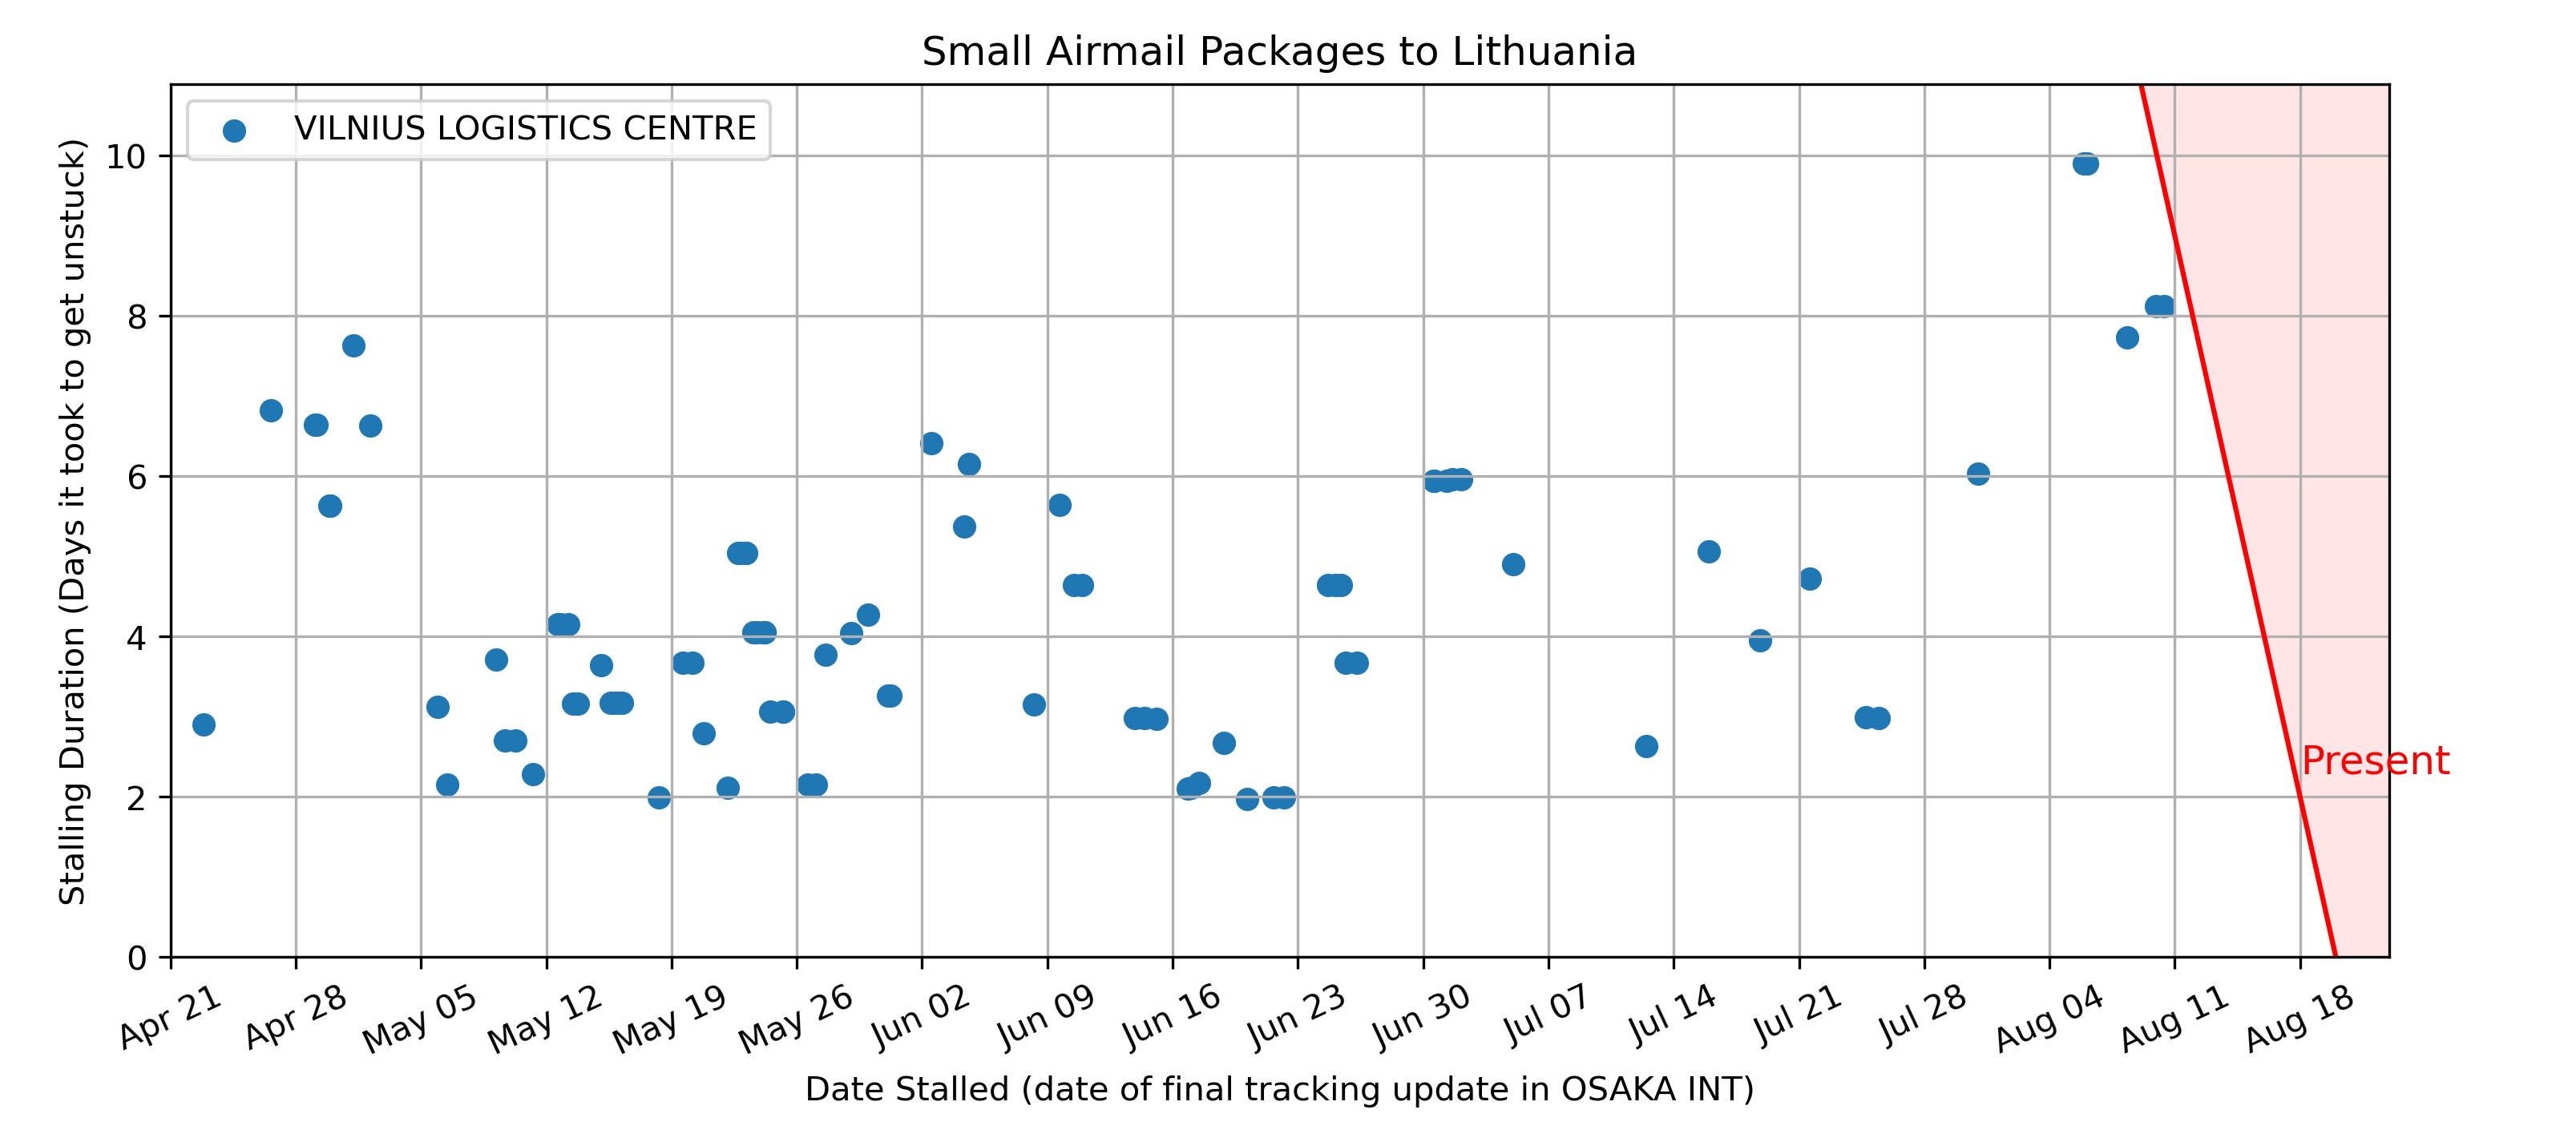 Small Airmail Packages to Lithuania
VILNIUS LOGISTICS CENTRE
Stalling Duration (Days it took to get unstuck)
10
8
6
4
2
0
Present
Apr 21
Apr 28
May 05
May 12
May 19
May 26
Jun 02
Jun 09
Jun 16
Jun 23
Jun 30
Jul 07
Jul 14
Jul 21
Jul 28
Aug 04
Aug 11
Aug 18
Date Stalled (date of final tracking update in OSAKA INT)